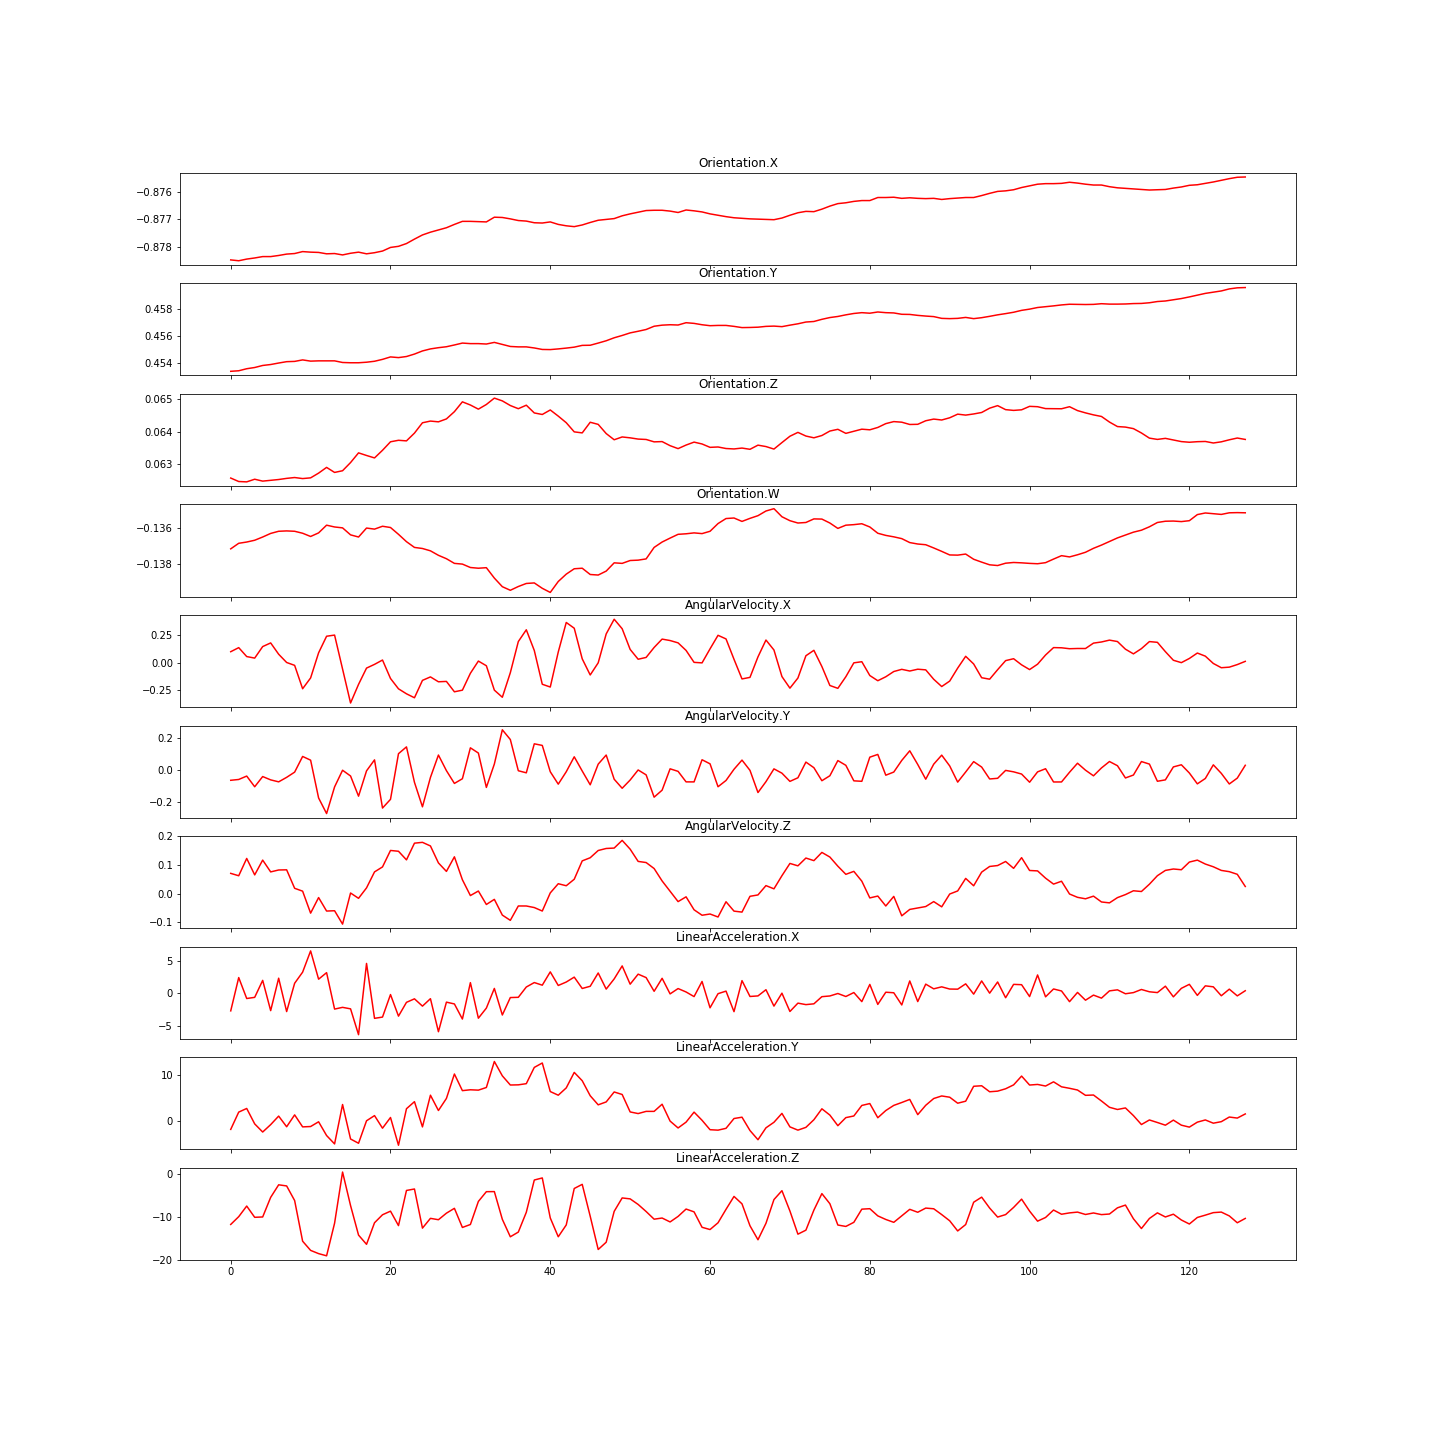 Orientation.X
−0.876
−0.877
−0.878
Orientation.Y
0.458
0.456
0.454
Orientation.Z
0.065
0.064
0.063
Orientation.W
−0.136
−0.138
AngularVelocity.X
0.25
0.00
−0.25
AngularVelocity.Y
0.2
0.0
−0.2
AngularVelocity.Z
0.2
0.1
0.0
−0.1
LinearAcceleration.X
5
0
−5
LinearAcceleration.Y
10
0
LinearAcceleration.Z
0
−10
−20
0 20 40 60 80 100 120